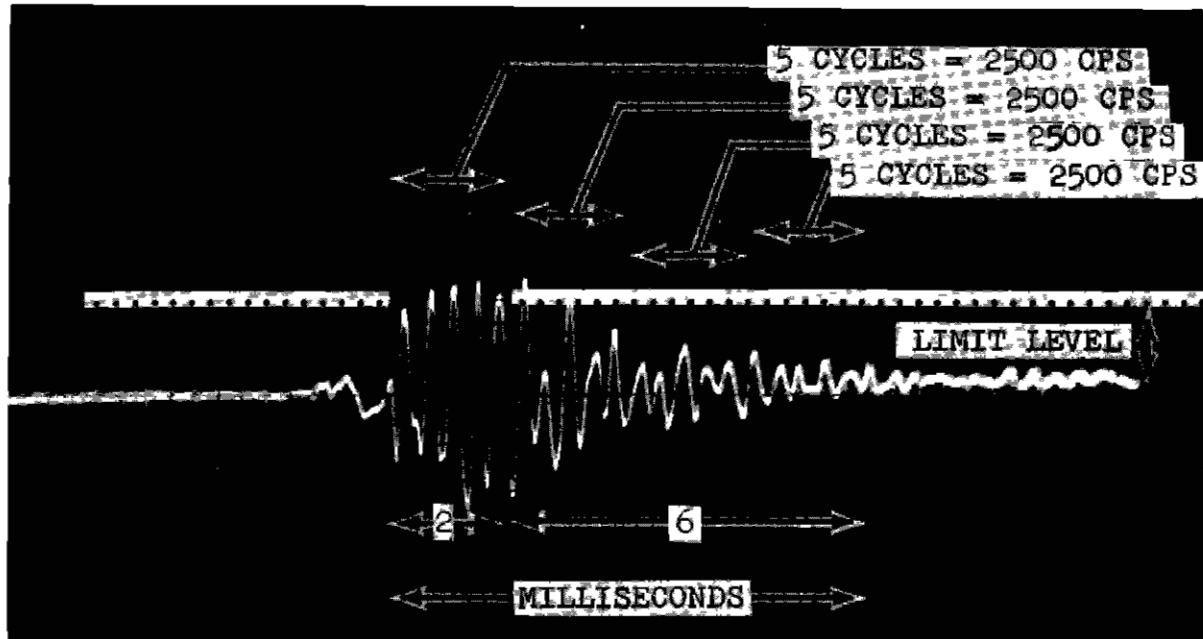 5 CYCLES = 2500 CPS
5 CYCLES = 2500 CPS
5 CYCLES = 2500 CPS
5 CYCLES = 2500 CPS
LIMIT LEVEL
2
6
MILLISECONDS